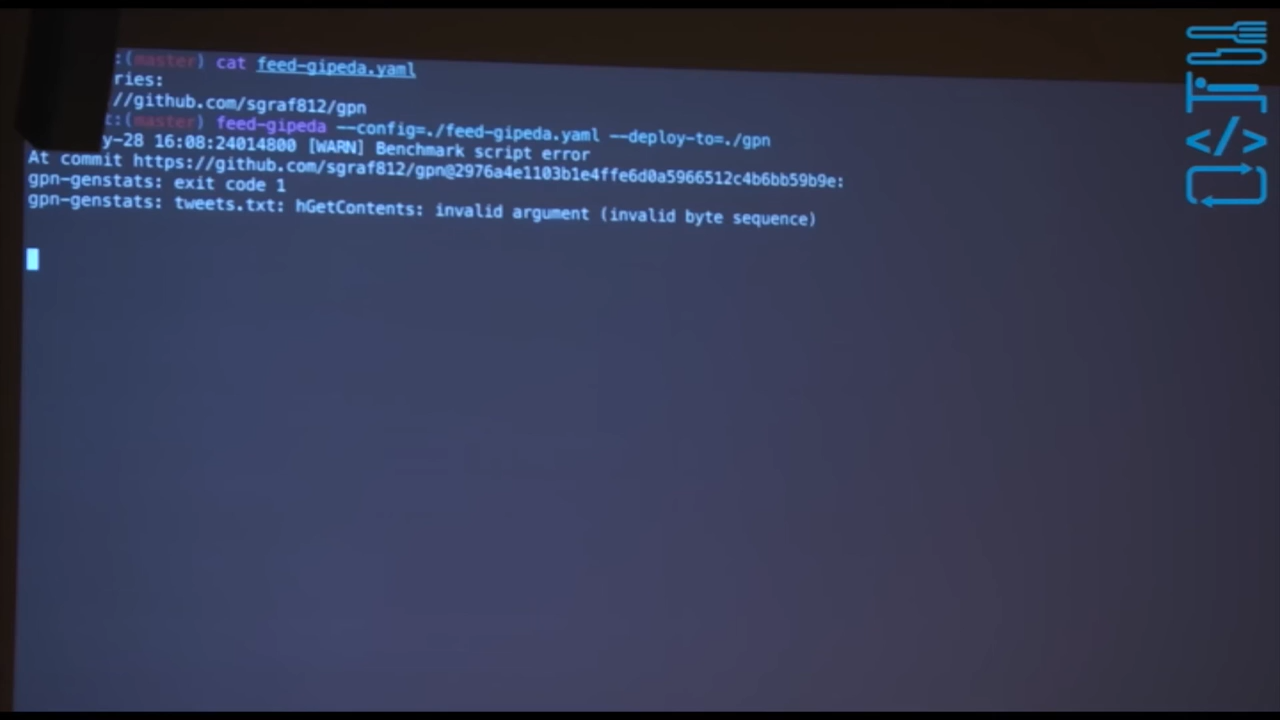 :(master) cat feed-gipeda.yaml
ries:
//github.com/sgraf812/gpn
t:(master) feed-gipeda --config=./feed-gipeda.yaml --deploy-to=./gpn
y-28 16:08:24014800 [WARN] Benchmark script error
At commit https://github.com/sgraf812/gpn@2976a4e1103b1e4ffe6d0a5966512c4b6bb59b9e:
gpn-genstats: exit code 1
gpn-genstats: tweets.txt: hGetContents: invalid argument (invalid byte sequence)